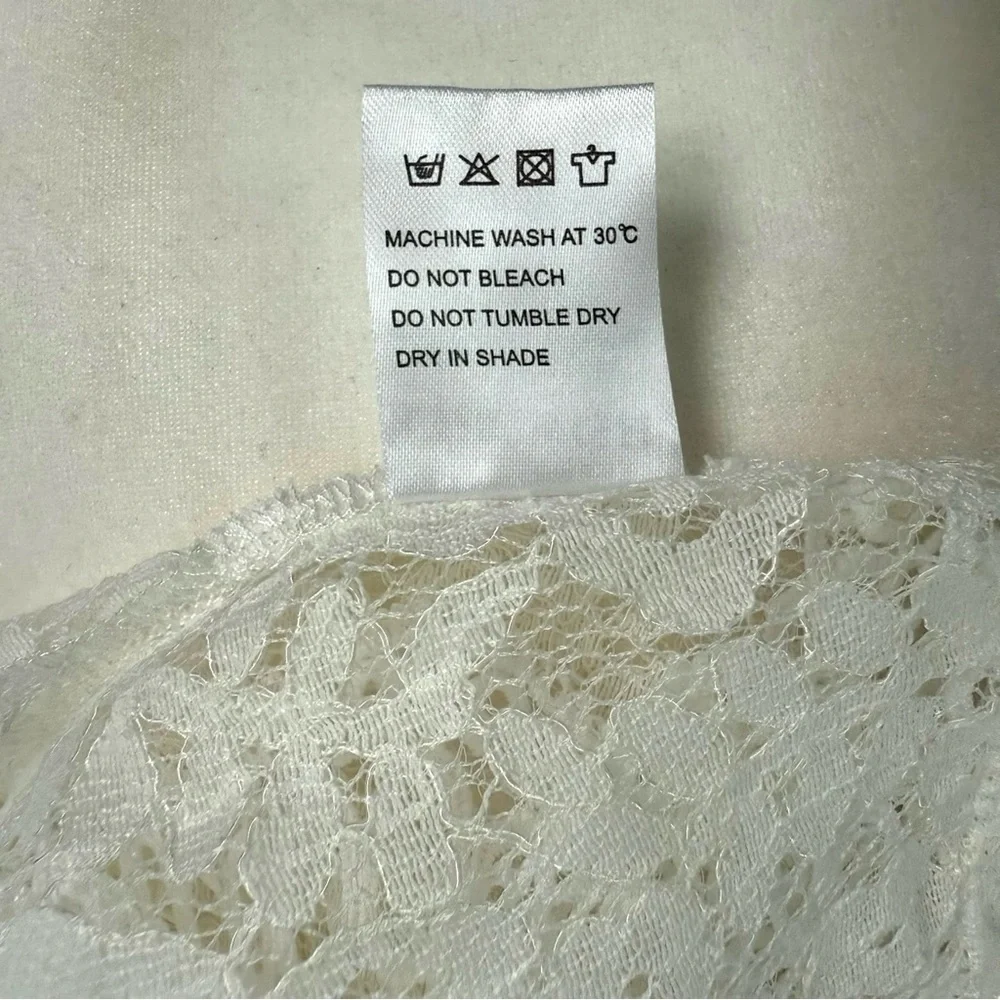 MACHINE WASH AT 30℃
DO NOT BLEACH
DO NOT TUMBLE DRY
DRY IN SHADE